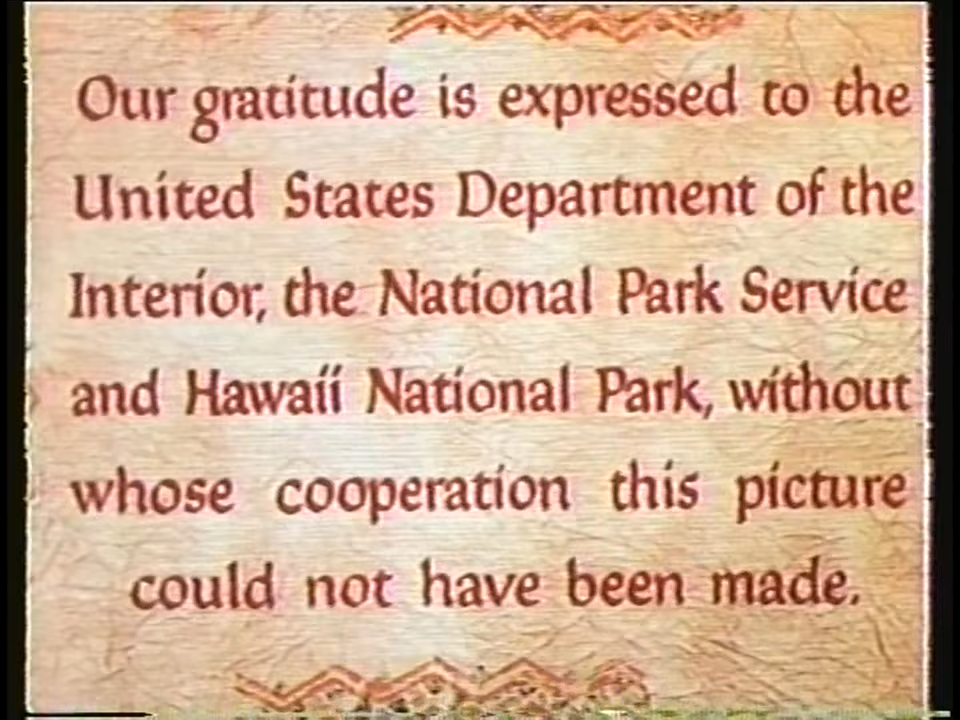 Our gratitude is expressed to the
United States Department of the
Interior, the National Park Service
and Hawaii National Park, without
whose cooperation this picture
could not have been made.